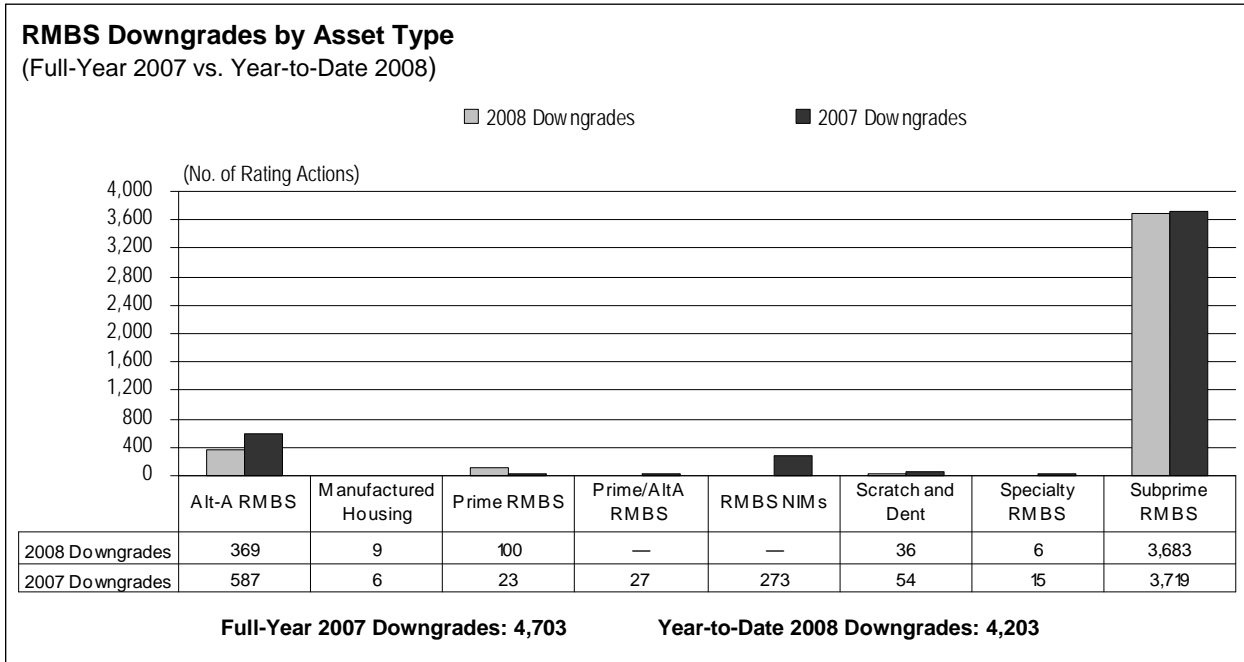 RMBS Downgrades by Asset Type
(Full-Year 2007 vs. Year-to-Date 2008)
2008 Downgrades 2007 Downgrades
(No. of Rating Actions)
4,000
3,600
3,200
2,800
2,400
2,000
1,600
1,200
800
400
0
Alt-A RMBS Manufactured Housing Prime RMBS Prime/AltA RMBS RMBS NIMs Scratch and Dent Specialty RMBS Subprime RMBS
2008 Downgrades 369 9 100 — — 36 6 3,683
2007 Downgrades 587 6 23 27 273 54 15 3,719
Full-Year 2007 Downgrades: 4,703 Year-to-Date 2008 Downgrades: 4,203